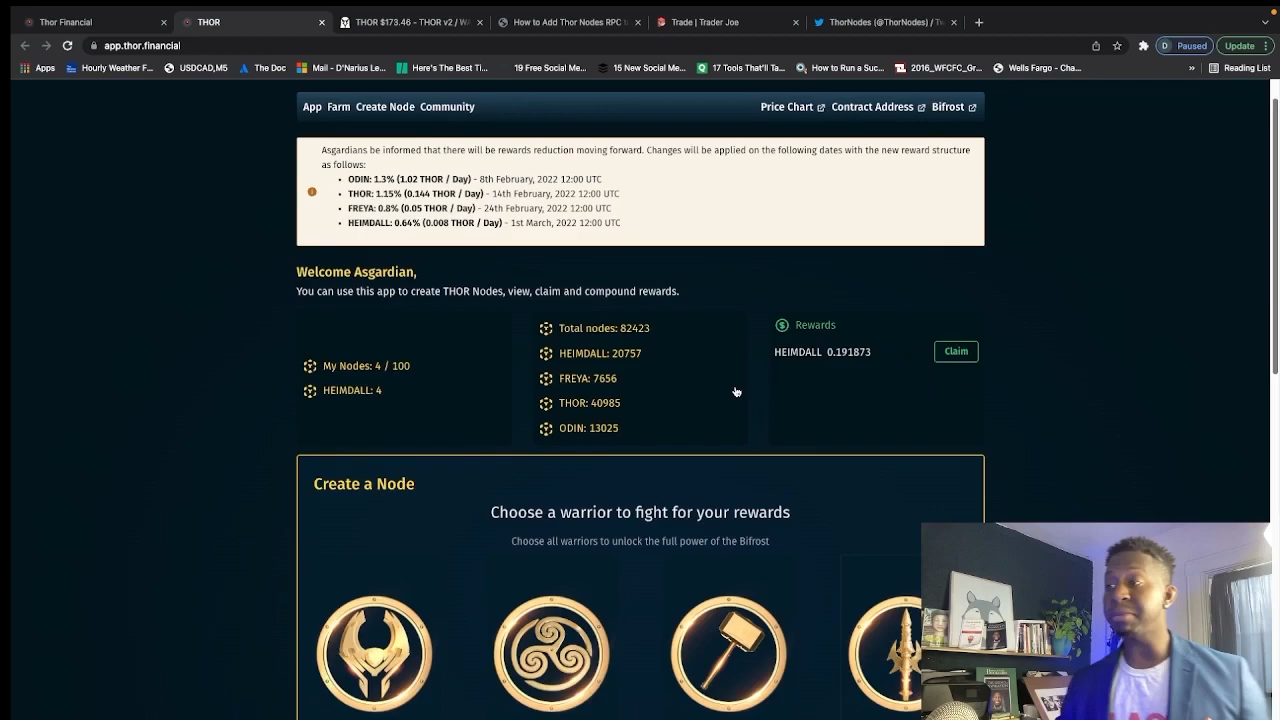 Thor Financial
THOR
THOR $173.46 - THOR v2 / W
How to Add Thor Nodes RPC t
Trade | Trader Joe
ThorNodes (@ThorNodes) / Tw
app.thor.financial
D Paused
Update
Apps
Hourly Weather F...
USDCAD,M5
The Doc
Mail - D'Narius Le...
Here's The Best Ti...
19 Free Social Me...
15 New Social Me...
17 Tools That'll Ta...
How to Run a Suc...
2016_WFCFC_Gr...
Wells Fargo - Cha...
»
Reading List
App Farm Create Node Community
Price Chart Contract Address Bifrost
Asgardians be informed that there will be rewards reduction moving forward. Changes will be applied on the following dates with the new reward structure
as follows:
• ODIN: 1.3% (1.02 THOR / Day) - 8th February, 2022 12:00 UTC
• THOR: 1.15% (0.144 THOR / Day) - 14th February, 2022 12:00 UTC
• FREYA: 0.8% (0.05 THOR / Day) - 24th February, 2022 12:00 UTC
• HEIMDALL: 0.64% (0.008 THOR / Day) - 1st March, 2022 12:00 UTC
Welcome Asgardian,
You can use this app to create THOR Nodes, view, claim and compound rewards.
My Nodes: 4 / 100
HEIMDALL: 4
Total nodes: 82423
HEIMDALL: 20757
FREYA: 7656
THOR: 40985
ODIN: 13025
Rewards
HEIMDALL 0.191873
Claim
Create a Node
Choose a warrior to fight for your rewards
Choose all warriors to unlock the full power of the Bifrost